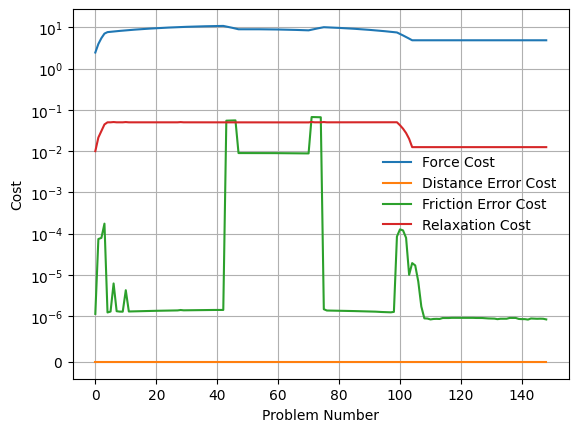 10¹
10⁰
10⁻¹
10⁻²
10⁻³
10⁻⁴
10⁻⁵
10⁻⁶
0
Cost
Force Cost
Distance Error Cost
Friction Error Cost
Relaxation Cost
0 20 40 60 80 100 120 140
Problem Number